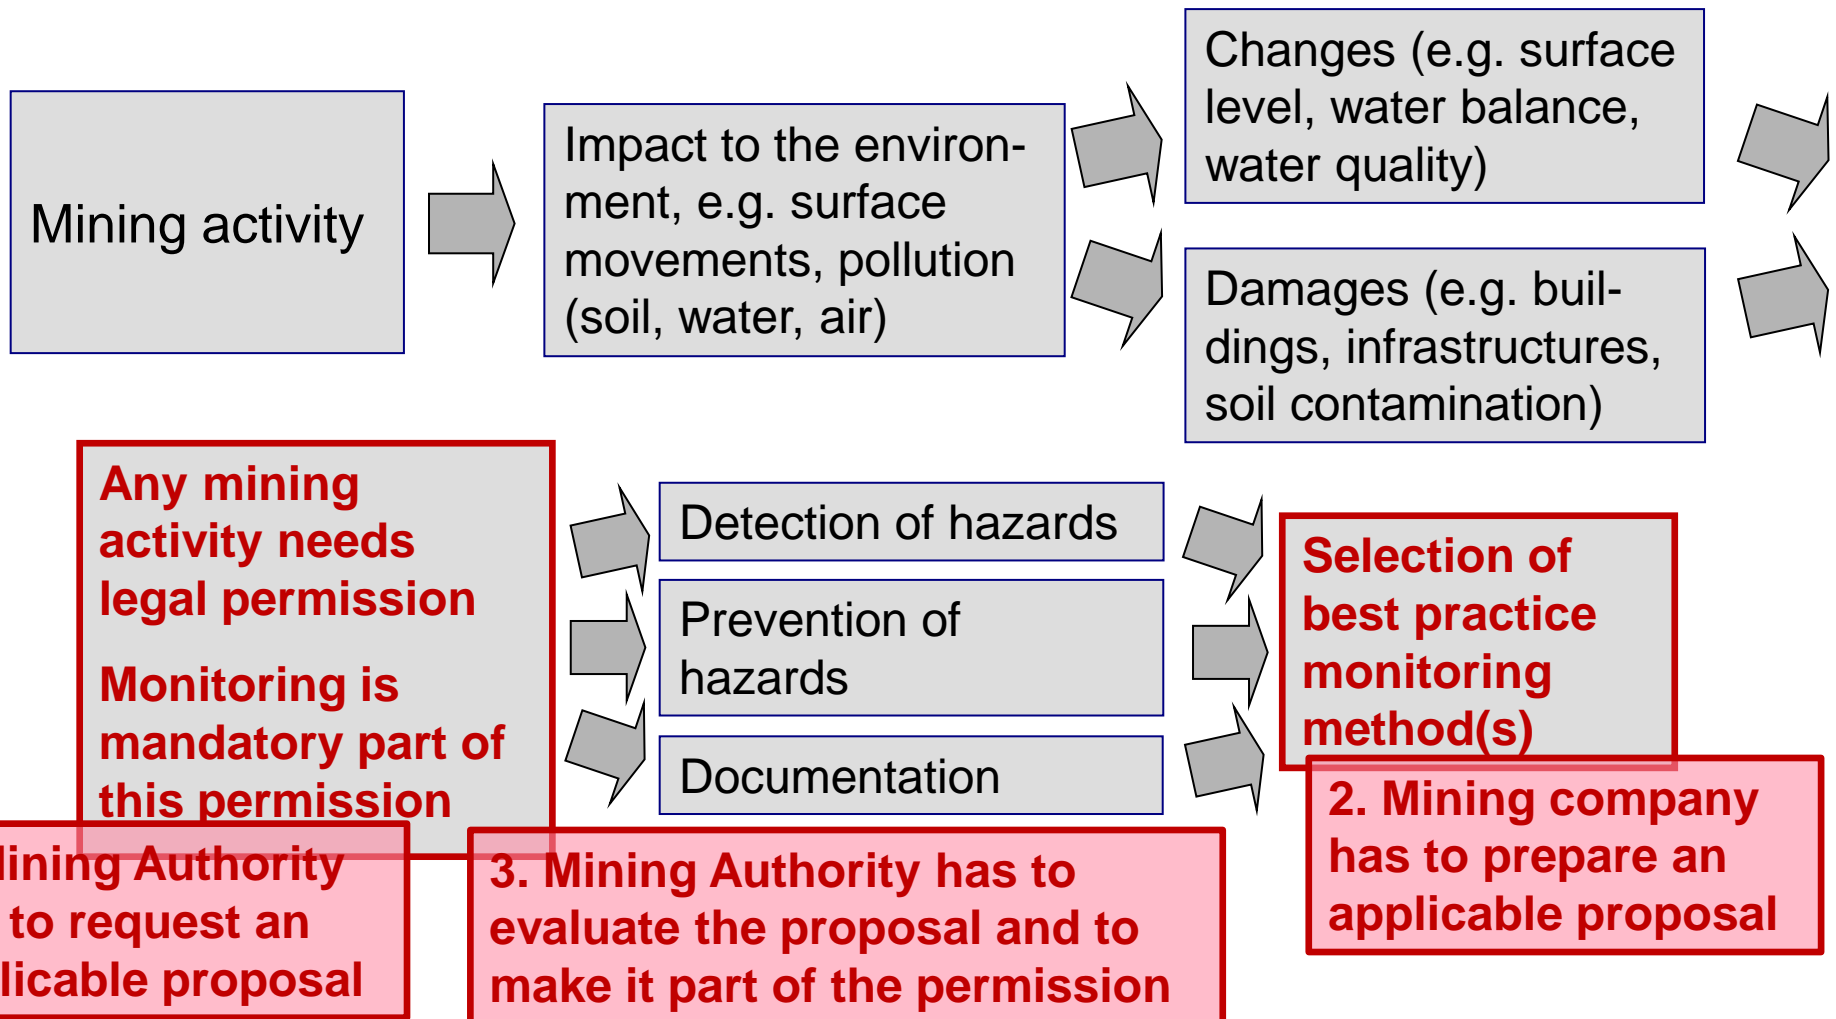 Mining activity
Impact to the environ-
ment, e.g. surface
movements, pollution
(soil, water, air)
Changes (e.g. surface
level, water balance,
water quality)
Damages (e.g. buil-
dings, infrastructures,
soil contamination)
Any mining
activity needs
legal permission
Monitoring is
mandatory part of
this permission
Detection of hazards
Prevention of
hazards
Documentation
Selection of
best practice
monitoring
method(s)
Authority
to request an
proposal
3. Mining Authority has to
evaluate the proposal and to
make it part of the permission
2. Mining company
has to prepare an
applicable proposal